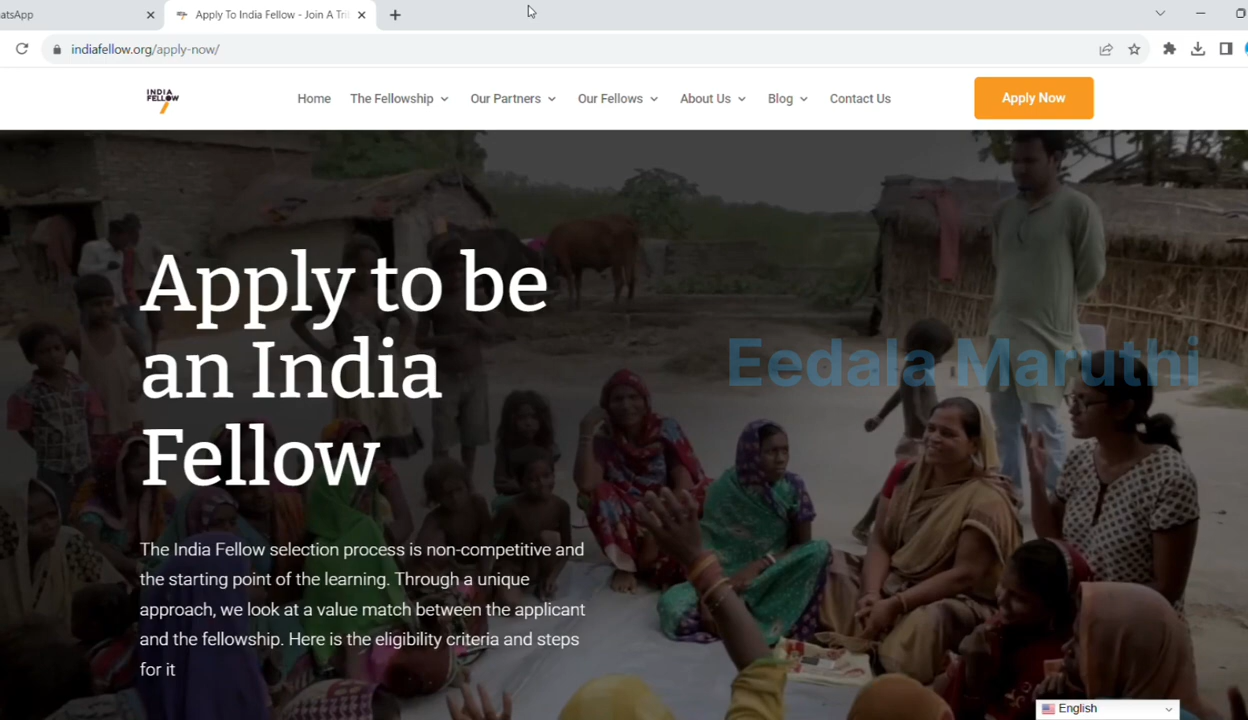 atsApp
Apply To India Fellow - Join A Tri
indiafellow.org/apply-now/
INDIA
FELLOW
Home
The Fellowship
Our Partners
Our Fellows
About Us
Blog
Contact Us
Apply Now
Apply to be
an India
Fellow
Eedala Maruthi
The India Fellow selection process is non-competitive and
the starting point of the learning. Through a unique
approach, we look at a value match between the applicant
and the fellowship. Here is the eligibility criteria and steps
for it
English